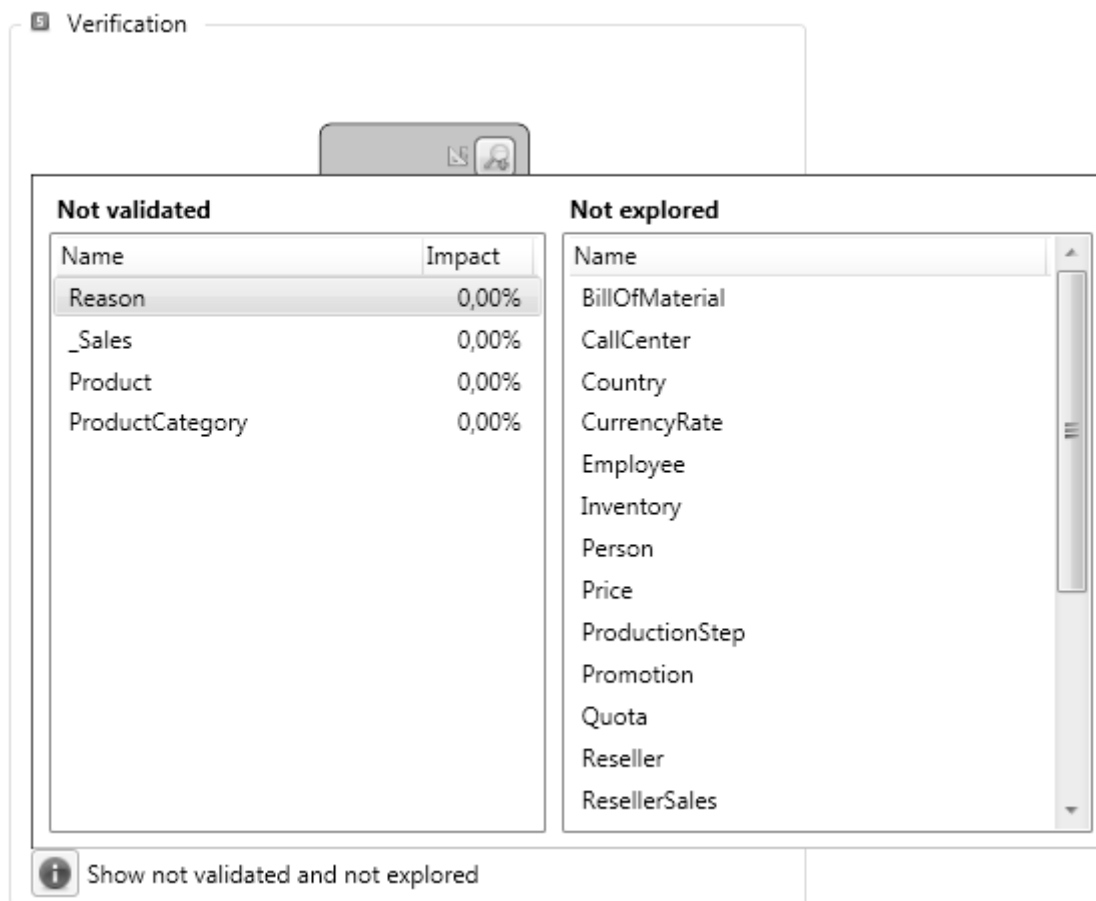 5 Verification
Not validated
Name Impact
Reason 0,00%
_Sales 0,00%
Product 0,00%
ProductCategory 0,00%
Not explored
Name
BillOfMaterial
CallCenter
Country
CurrencyRate
Employee
Inventory
Person
Price
ProductionStep
Promotion
Quota
Reseller
ResellerSales
Show not validated and not explored